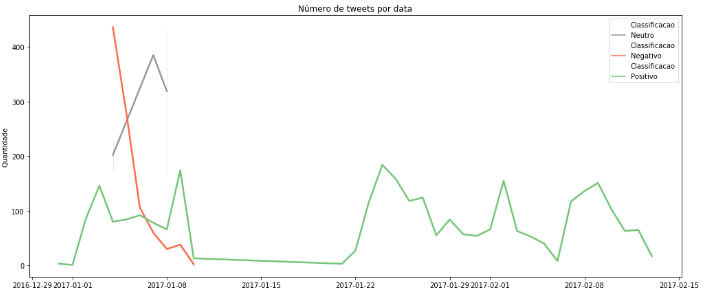 Número de tweets por data
Classificacao
Neutro
Classificacao
Negativo
Classificacao
Positivo
Quantidade
400
300
200
100
0
2016-12-29 2017-01-01 2017-01-08 2017-01-15 2017-01-22 2017-01-29 2017-02-01 2017-02-08 2017-02-15